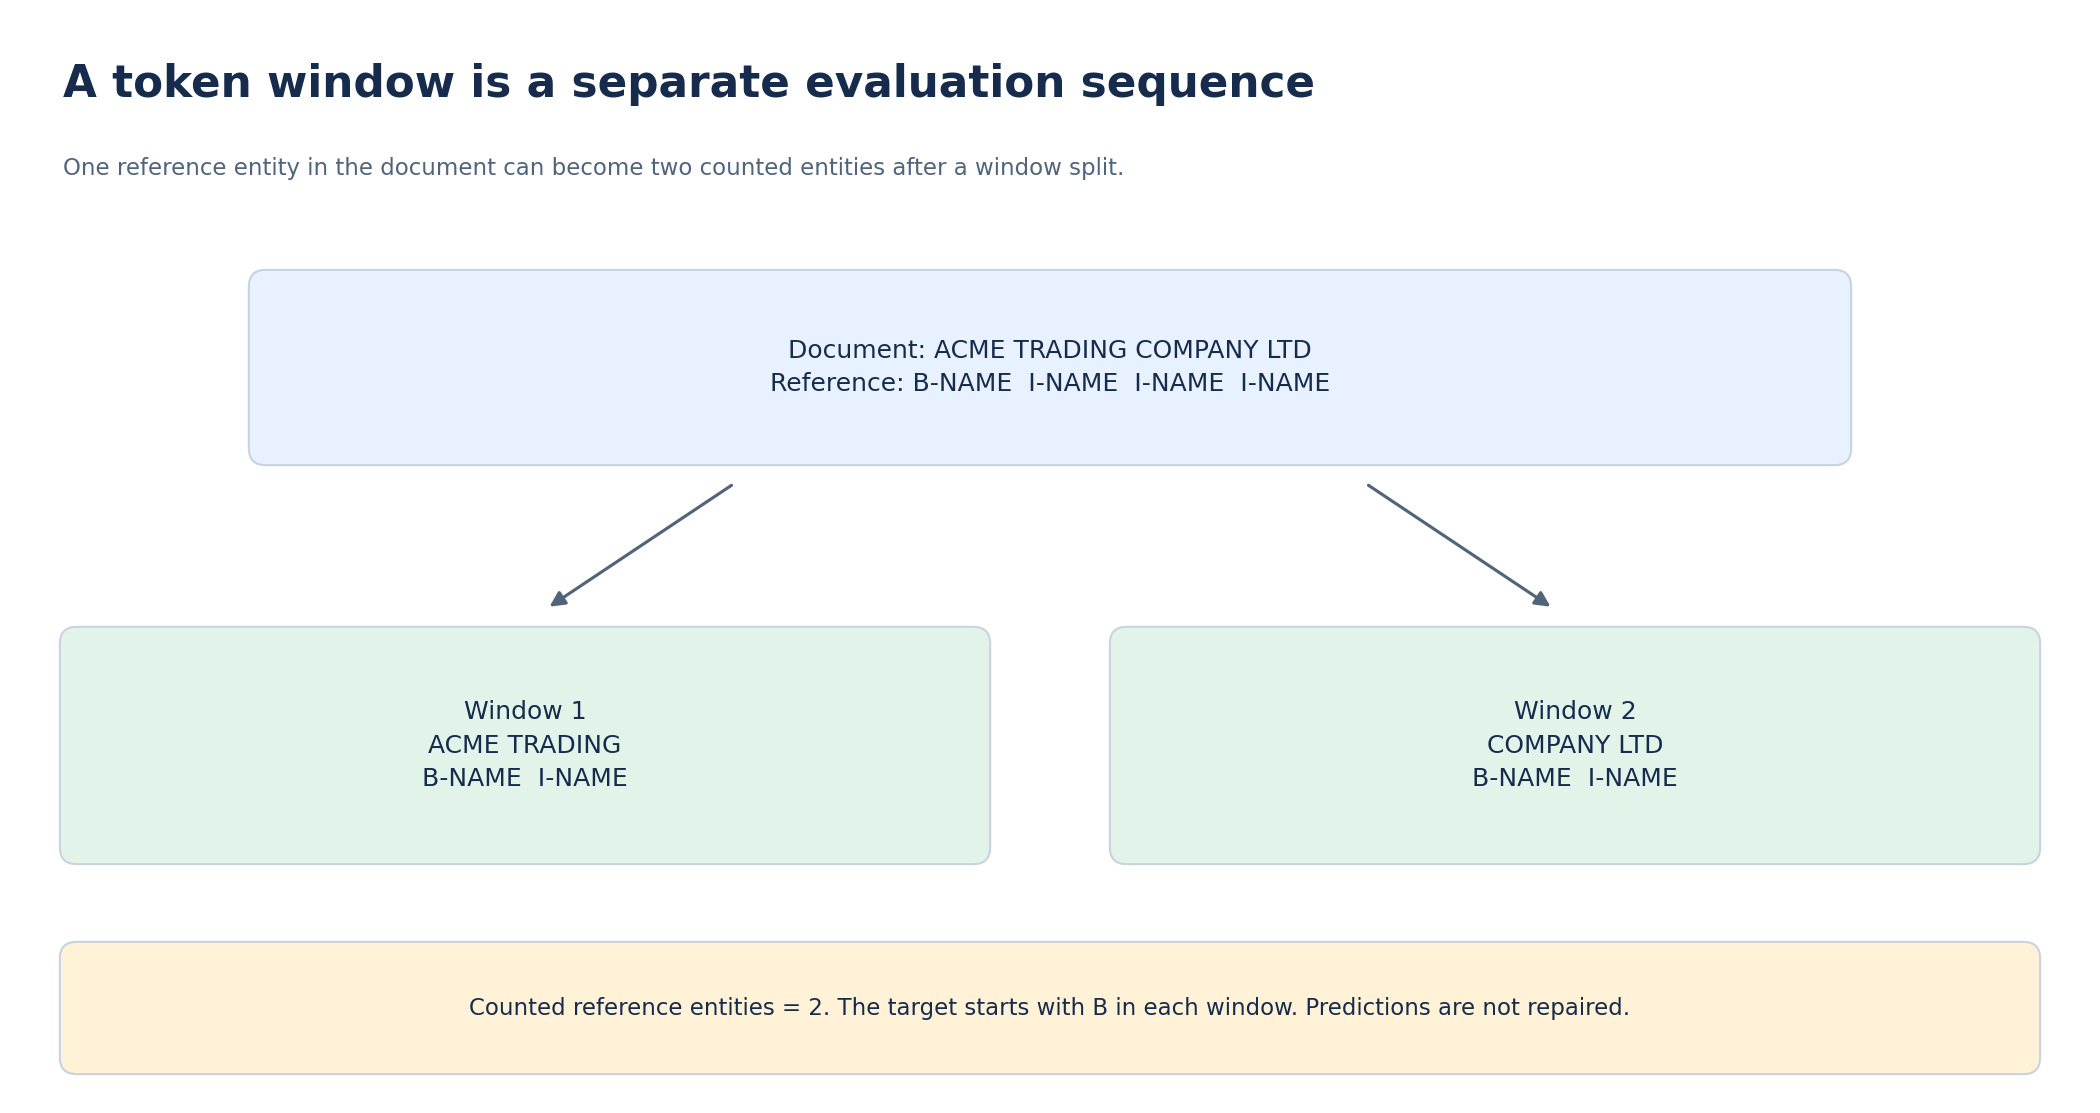 A token window is a separate evaluation sequence
One reference entity in the document can become two counted entities after a window split.
Document: ACME TRADING COMPANY LTD
Reference: B-NAME  I-NAME  I-NAME  I-NAME
Window 1
ACME TRADING
B-NAME  I-NAME
Window 2
COMPANY LTD
B-NAME  I-NAME
Counted reference entities = 2. The target starts with B in each window. Predictions are not repaired.